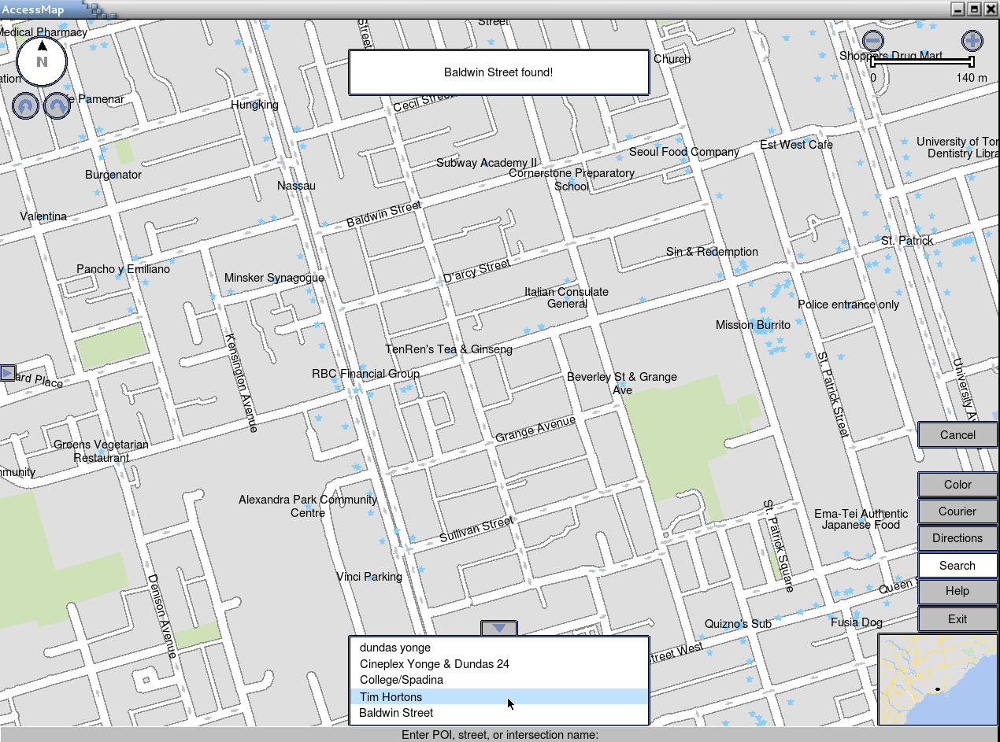 AccessMap
Street
Medical Pharmacy
Street
Church
Shoppers Drug Mart
N
Baldwin Street found!
0
140 m
Pamenar
Hungking
Cecil Street
Est West Cafe
University of Tor
Dentistry Libra
Seoul Food Company
Subway Academy II
Cornerstone Preparatory
School
Burgenator
Nassau
Valentina
Baldwin Street
St. Patrick
Sin & Redemption
Pancho y Emiliano
Minsker Synagogue
D'arcy Street
Italian Consulate
General
Police entrance only
Mission Burrito
Kensington Avenue
TenRen's Tea & Ginseng
RBC Financial Group
ard Place
Beverley St & Grange
Ave
St. Patrick Street
University Av
Grange Avenue
Cancel
Greens Vegetarian
Restaurant
mmunity
Color
Alexandra Park Community
Centre
Courier
Sullivan Street
St. Patrick Square
Ema-Tei Authentic
Japanese Food
Directions
Search
Vinci Parking
Denison Avenue
Queen
Help
Quizno's Sub
Fusia Dog
Exit
treet West
dundas yonge
Cineplex Yonge & Dundas 24
College/Spadina
Tim Hortons
Baldwin Street
Enter POI, street, or intersection name: